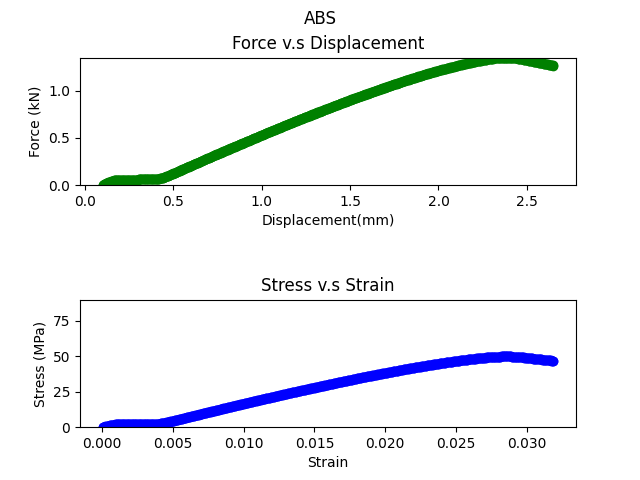 ABS
Force v.s Displacement
Force (kN)
1.0
0.5
0.0
0.0 0.5 1.0 1.5 2.0 2.5
Displacement(mm)
Stress v.s Strain
Stress (MPa)
75
50
25
0
0.000 0.005 0.010 0.015 0.020 0.025 0.030
Strain